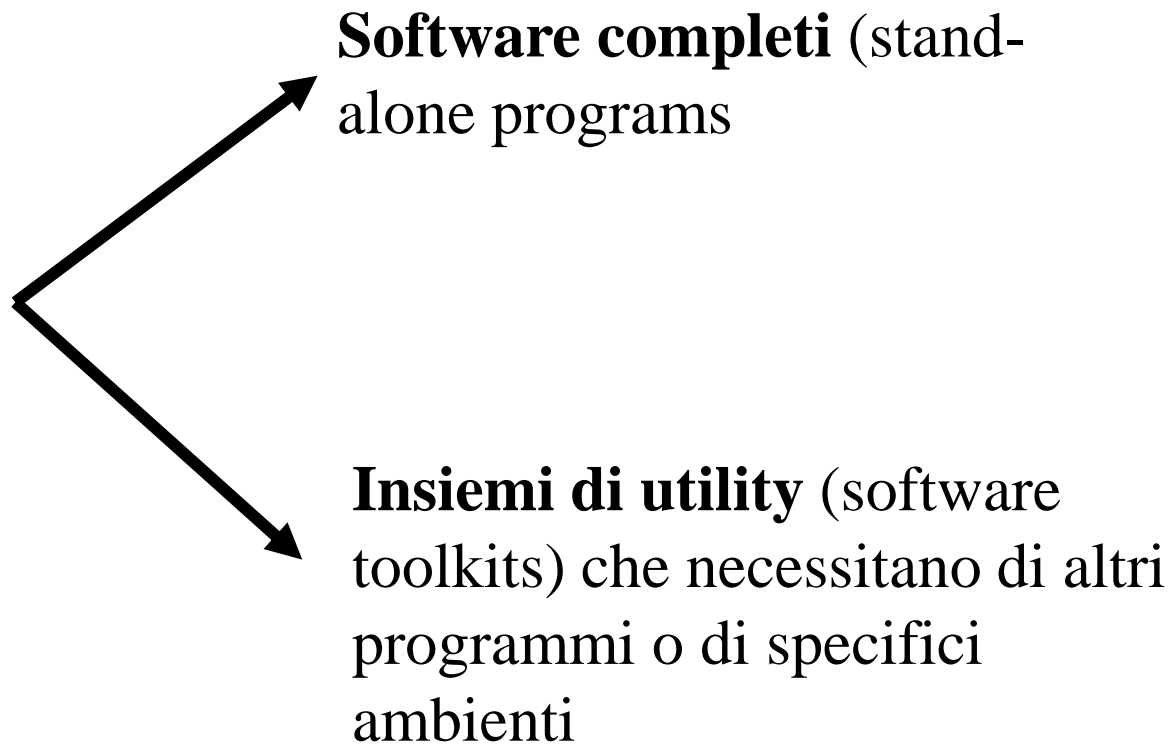 Software completi (stand-
alone programs
Insiemi di utility (software
toolkits) che necessitano di altri
programmi o di specifici
ambienti